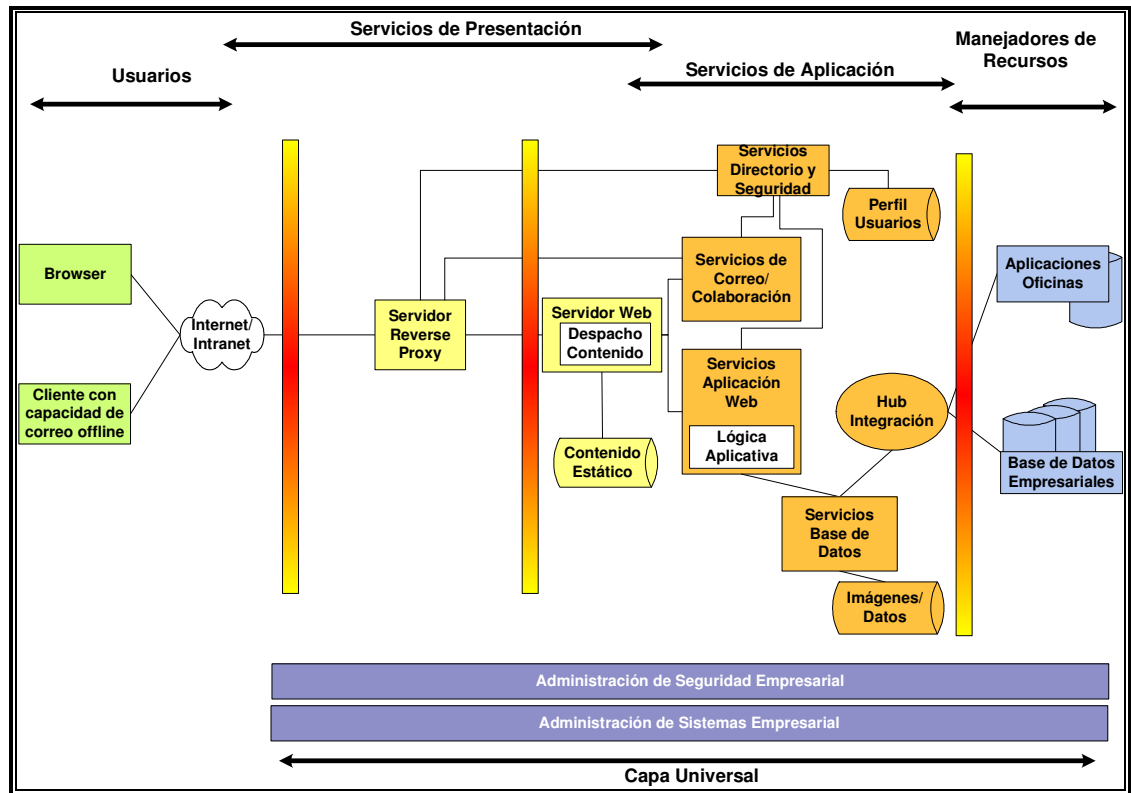 Servicios de Presentación
Manejadores de
Recursos
Usuarios
Servicios de Aplicación
Servicios
Directorio y
Seguridad
Perfil
Usuarios
Browser
Servicios de
Correo/
Colaboración
Aplicaciones
Oficinas
Internet/
Intranet
Servidor
Reverse
Proxy
Servidor Web
Despacho
Contenido
Servicios
Aplicación
Web
Lógica
Aplicativa
Cliente con
capacidad de
correo offline
Hub
Integración
Contenido
Estático
Base de Datos
Empresariales
Servicios
Base de
Datos
Imágenes/
Datos
Administración de Seguridad Empresarial
Administración de Sistemas Empresarial
Capa Universal